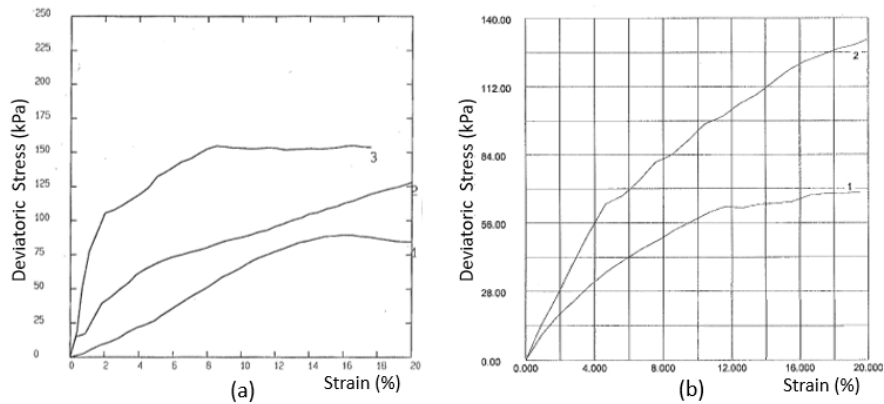 Deviatoric Stress (kPa)
250
225
200
175
150
125
100
75
50
25
0
3
2
1
0 2 4 6 8 10 12 14 16 18 20
(a)
Strain (%)
Deviatoric Stress (kPa)
140.00
112.00
84.00
56.00
28.00
0.00
2
1
0.000 4.000 8.000 12.000 16.000 20.000
(b)
Strain (%)